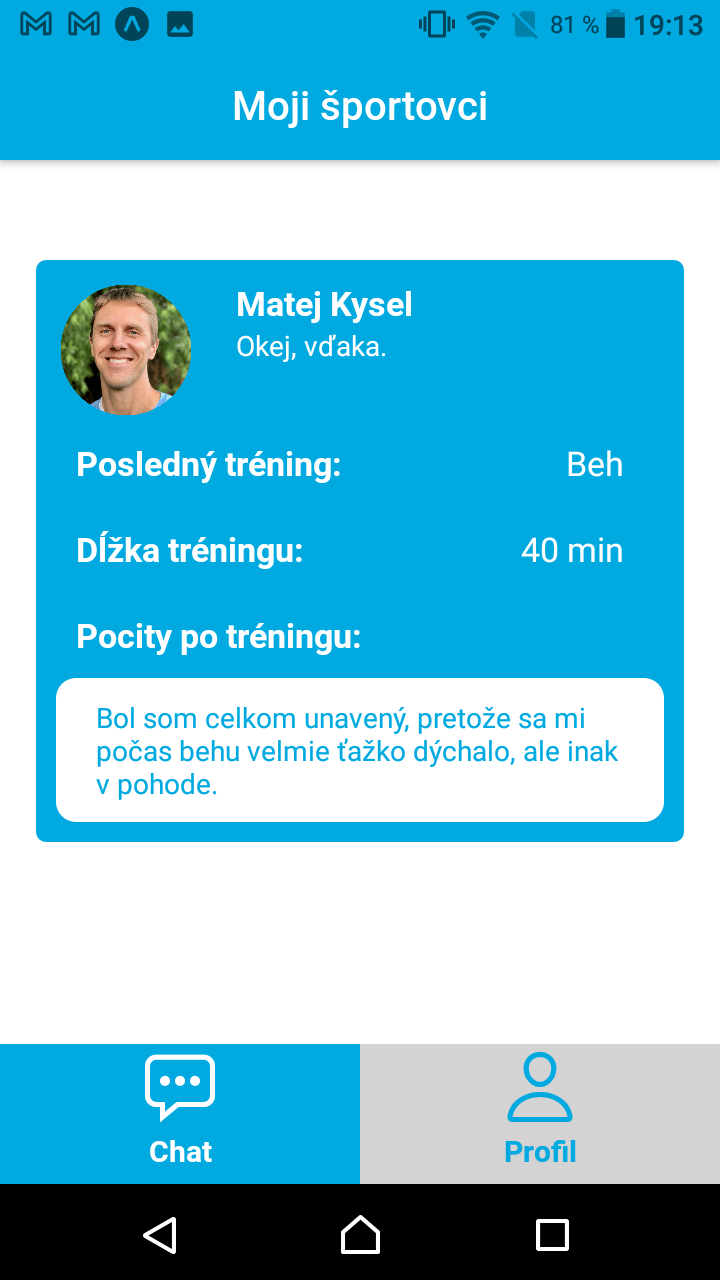 81 % 19:13
Moji športovci
Matej Kysel
Okej, vďaka.
Posledný tréning: Beh
Dĺžka tréningu: 40 min
Pocity po tréningu:
Bol som celkom unavený, pretože sa mi
počas behu velmie ťažko dýchalo, ale inak
v pohode.
Chat Profil